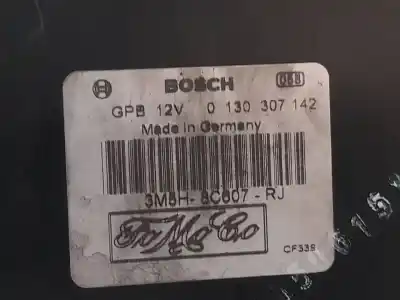 BOSCH
GPB 12V 0 130 307 142
Made in Germany
3M5H-8C607-RJ
FoMoCo
CF339